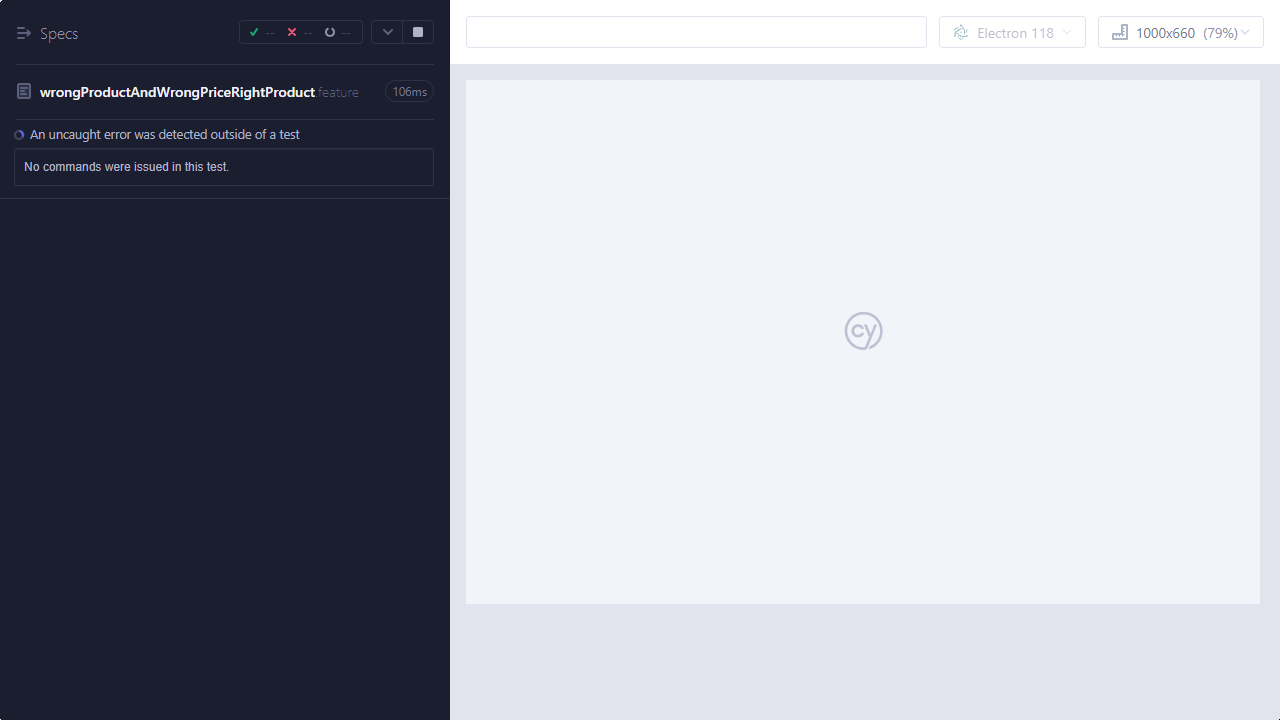 Specs
--
--
--
Electron 118
1000x660 (79%)
wrongProductAndWrongPriceRightProduct.feature
106ms
An uncaught error was detected outside of a test
No commands were issued in this test.
cy